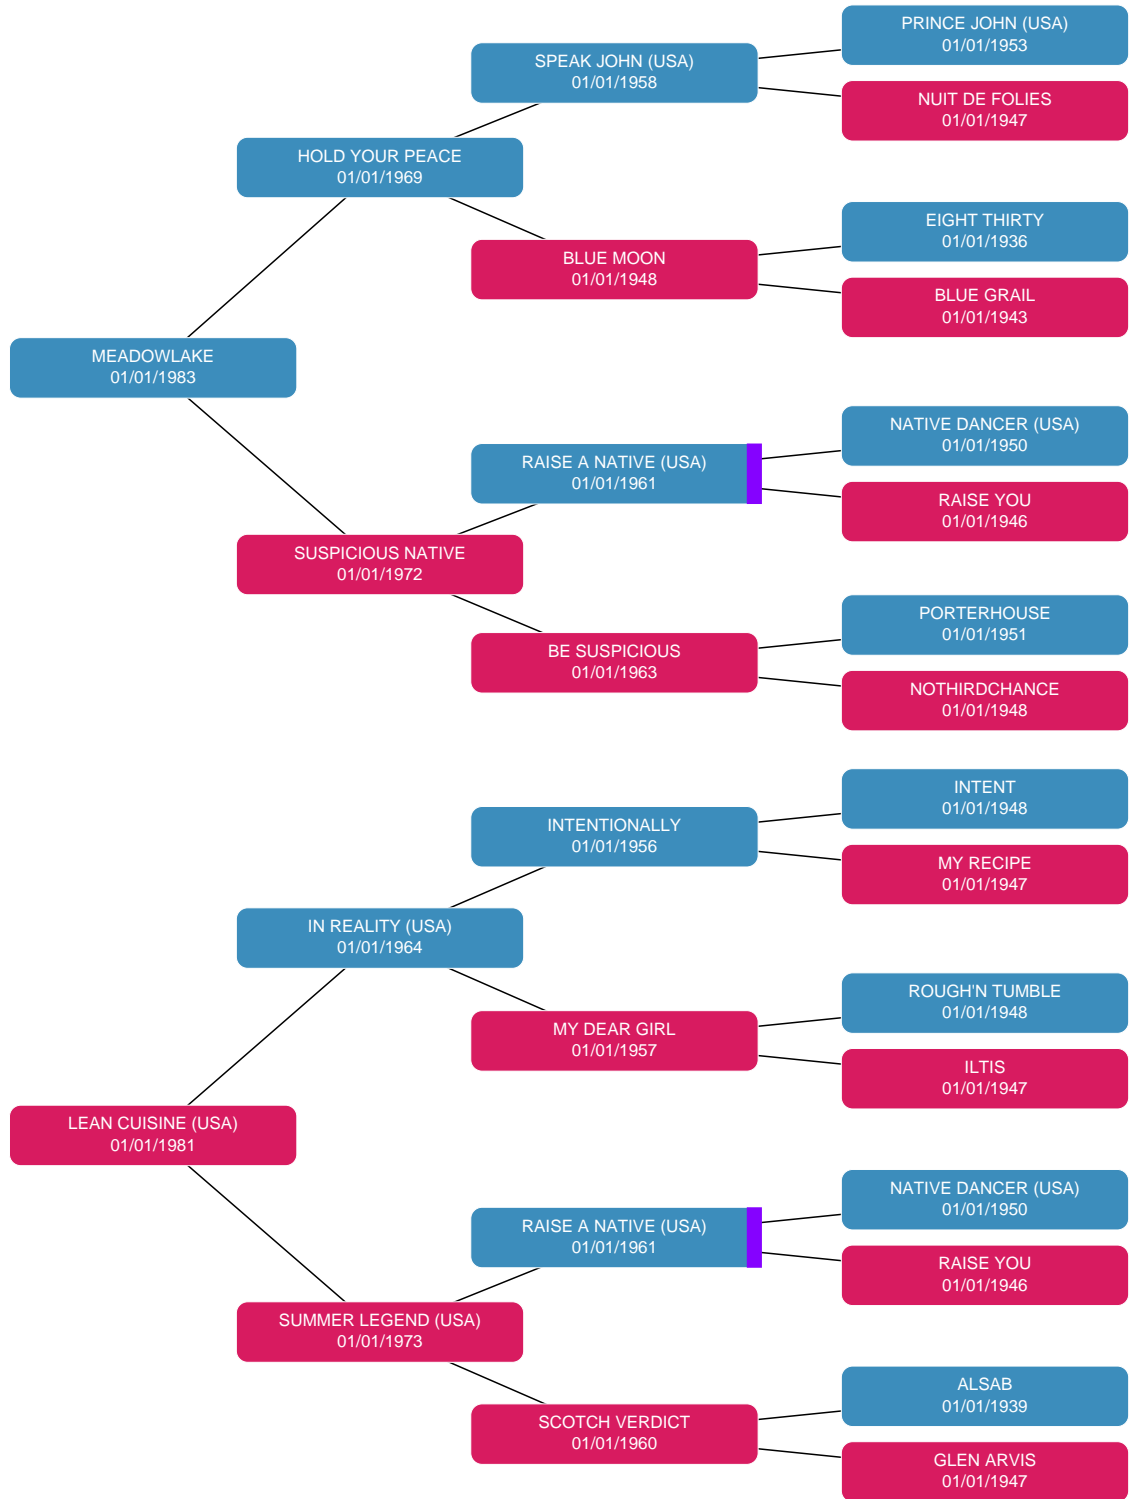 PRINCE JOHN (USA)
01/01/1953
SPEAK JOHN (USA)
01/01/1958
NUIT DE FOLIES
01/01/1947
HOLD YOUR PEACE
01/01/1969
EIGHT THIRTY
01/01/1936
BLUE MOON
01/01/1948
BLUE GRAIL
01/01/1943
MEADOWLAKE
01/01/1983
NATIVE DANCER (USA)
01/01/1950
RAISE A NATIVE (USA)
01/01/1961
RAISE YOU
01/01/1946
SUSPICIOUS NATIVE
01/01/1972
PORTERHOUSE
01/01/1951
BE SUSPICIOUS
01/01/1963
NOTHIRDCHANCE
01/01/1948
INTENT
01/01/1948
INTENTIONALLY
01/01/1956
MY RECIPE
01/01/1947
IN REALITY (USA)
01/01/1964
ROUGH'N TUMBLE
01/01/1948
MY DEAR GIRL
01/01/1957
ILTIS
01/01/1947
LEAN CUISINE (USA)
01/01/1981
NATIVE DANCER (USA)
01/01/1950
RAISE A NATIVE (USA)
01/01/1961
RAISE YOU
01/01/1946
SUMMER LEGEND (USA)
01/01/1973
ALSAB
01/01/1939
SCOTCH VERDICT
01/01/1960
GLEN ARVIS
01/01/1947